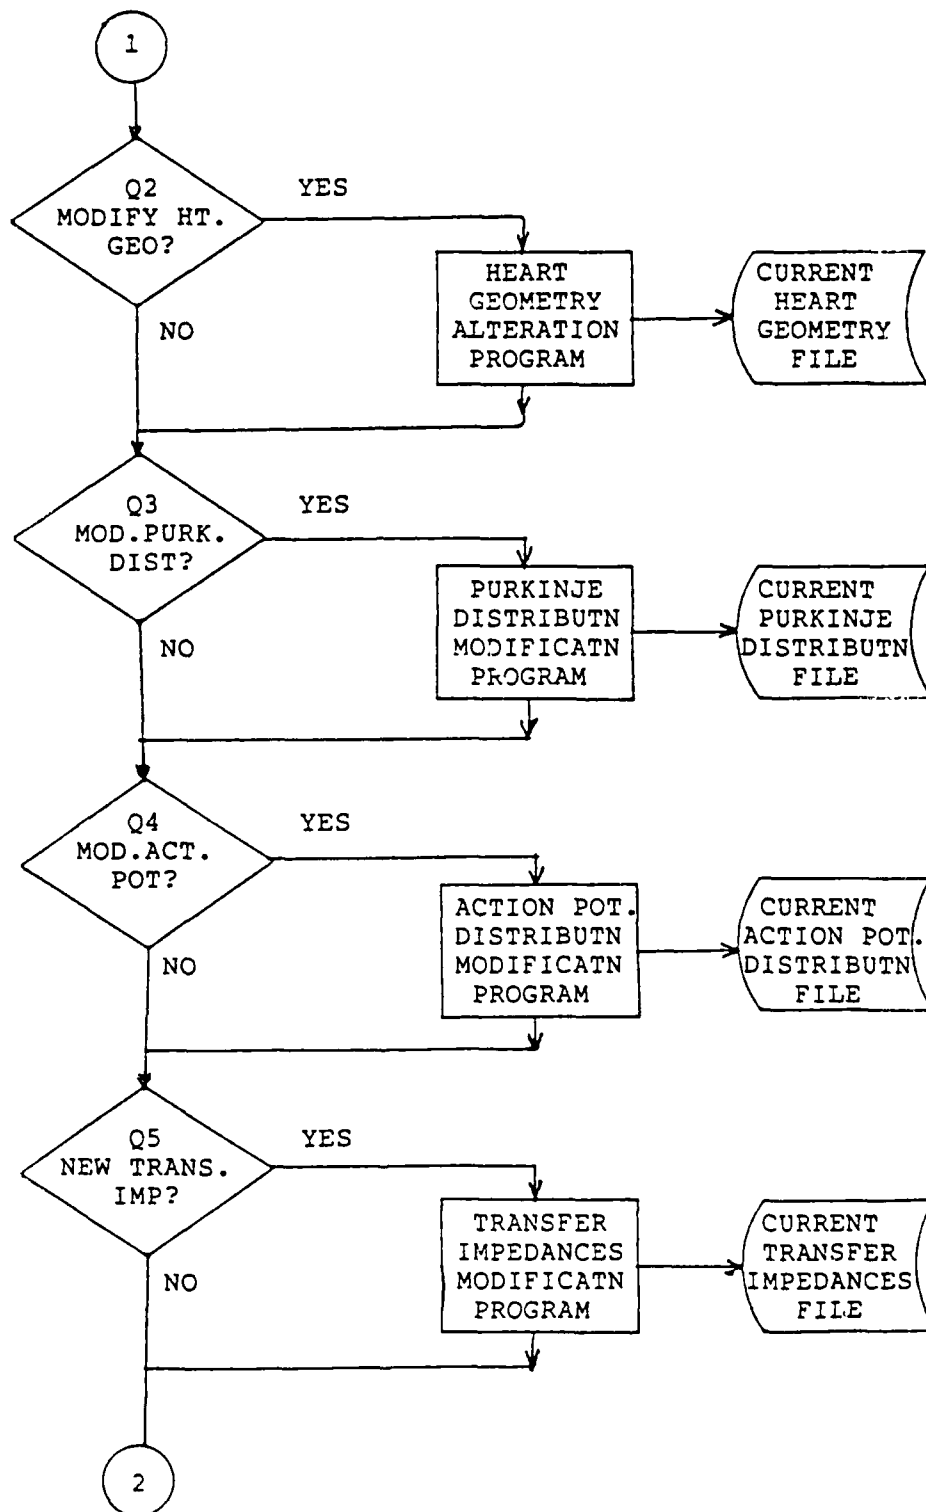 1
Q2
MODIFY HT.
GEO?
YES
NO
HEART
GEOMETRY
ALTERATION
PROGRAM
CURRENT
HEART
GEOMETRY
FILE
Q3
MOD.PURK.
DIST?
YES
NO
PURKINJE
DISTRIBUTN
MODIFICATN
PROGRAM
CURRENT
PURKINJE
DISTRIBUTN
FILE
Q4
MOD.ACT.
POT?
YES
NO
ACTION POT.
DISTRIBUTN
MODIFICATN
PROGRAM
CURRENT
ACTION POT.
DISTRIBUTN
FILE
Q5
NEW TRANS.
IMP?
YES
NO
TRANSFER
IMPEDANCES
MODIFICATN
PROGRAM
CURRENT
TRANSFER
IMPEDANCES
FILE
2